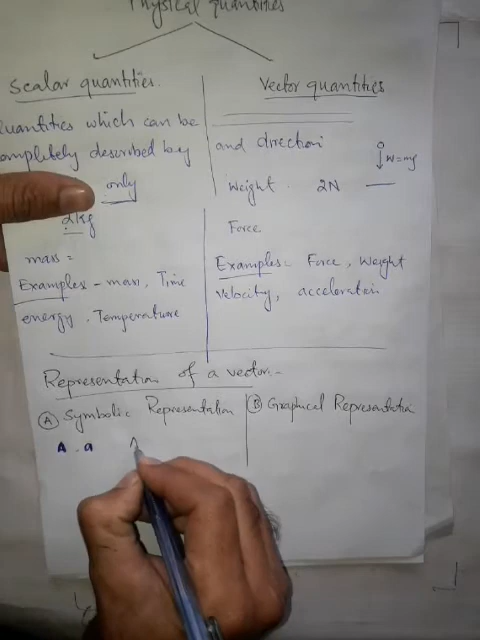 Physical quantities
Scalar quantities.
quantities which can be
completely described by
only
2kg
mass =
Examples - mass, Time
energy, Temperature
Vector quantities
and direction
Weight. 2N
W=mg
Force
Examples - Force, Weight
velocity, acceleration
Representation of a vector:-
A Symbolic Representation
A . a A
B Graphical Representation